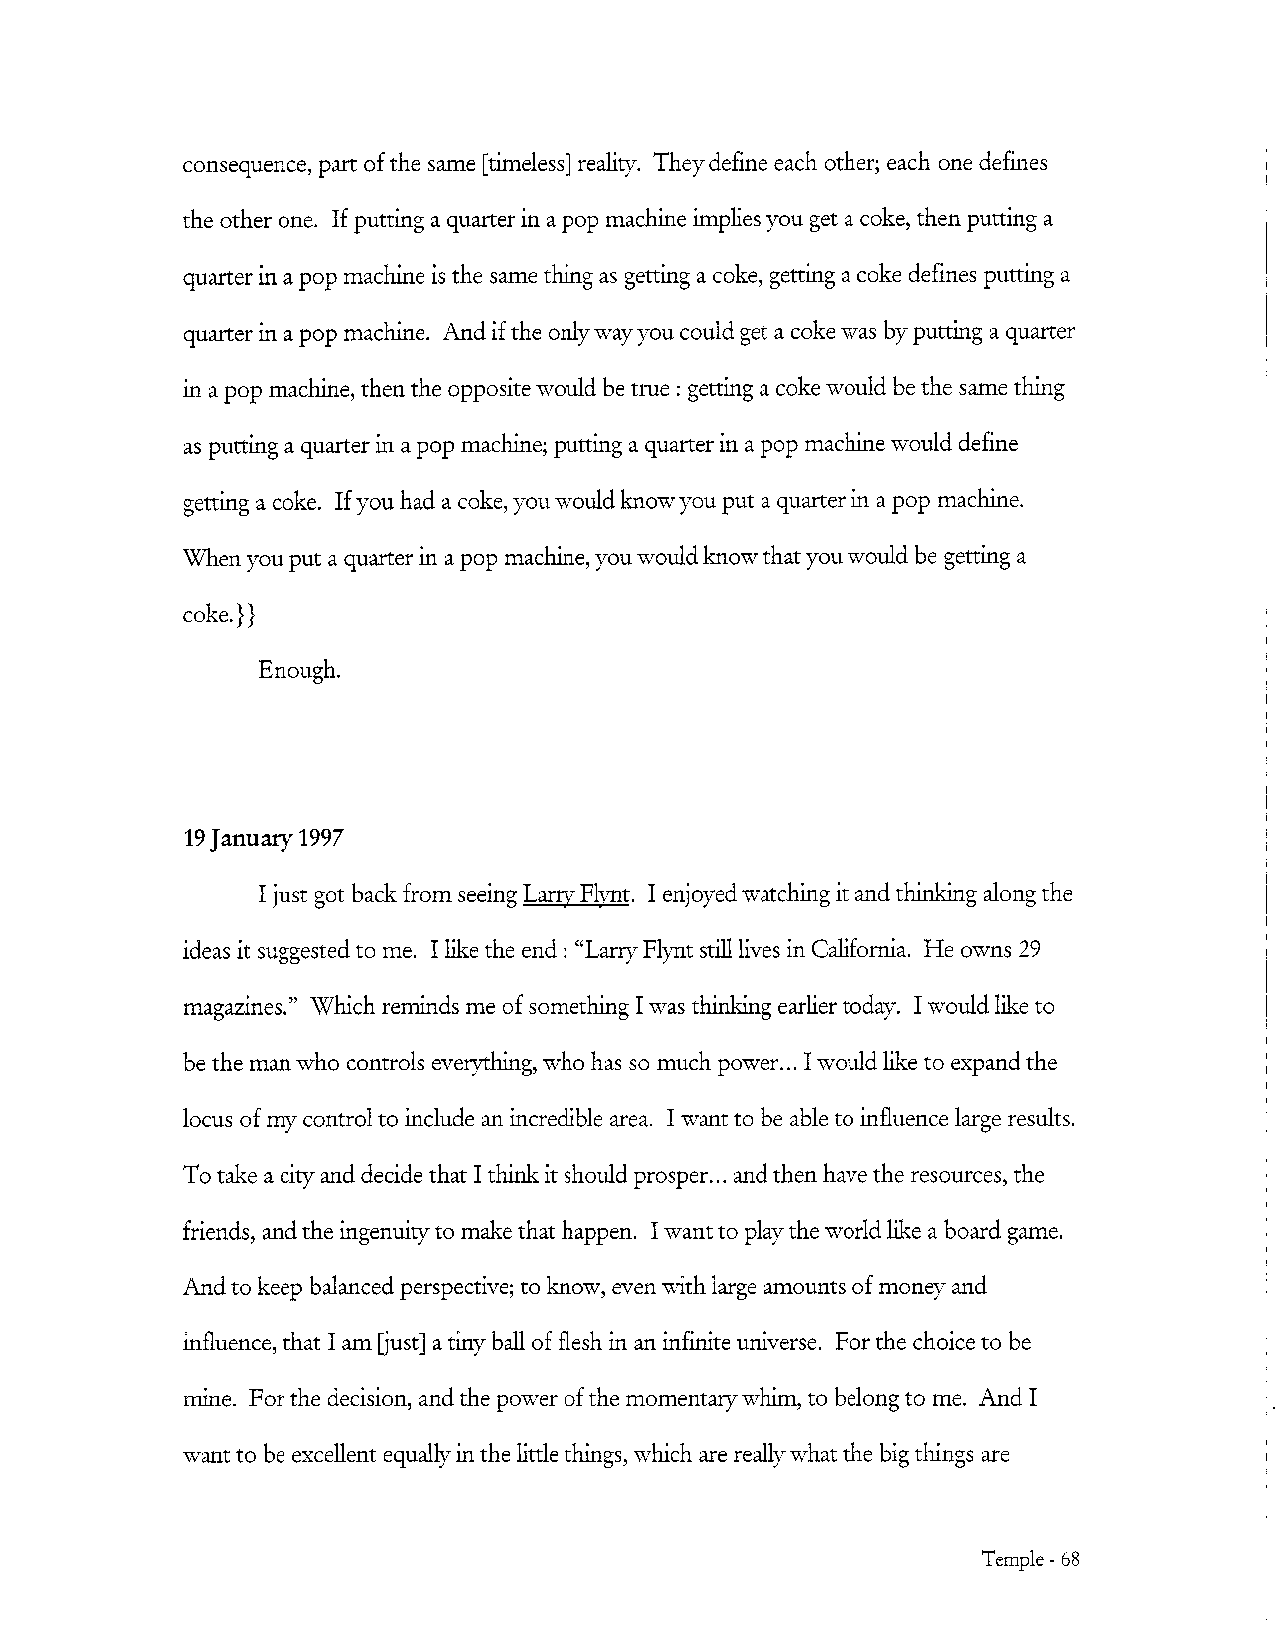 consequence, part of the same [timeless] reality. They define each other; each one defines
the other one. If putting a quarter in a pop machine implies you get a coke, then putting a
quarter in a pop machine is the same thing as getting a coke, getting a coke defines putting a
quarter in a pop machine. And if the only way you could get a coke was by putting a quarter
in a pop machine, then the opposite would be true : getting a coke would be the same thing
as putting a quarter in a pop machine; putting a quarter in a pop machine would define
getting a coke. If you had a coke, you would know you put a quarter in a pop machine.
When you put a quarter in a pop machine, you would know that you would be getting a
coke.}}
Enough.
19 January 1997
I just got back from seeing Larry Flynt. I enjoyed watching it and thinking along the
ideas it suggested to me. I like the end : “Larry Flynt still lives in California. He owns 29
magazines.” Which reminds me of something I was thinking earlier today. I would like to
be the man who controls everything, who has so much power... I would like to expand the
locus of my control to include an incredible area. I want to be able to influence large results.
To take a city and decide that I think it should prosper... and then have the resources, the
friends, and the ingenuity to make that happen. I want to play the world like a board game.
And to keep balanced perspective; to know, even with large amounts of money and
influence, that I am [just] a tiny ball of flesh in an infinite universe. For the choice to be
mine. For the decision, and the power of the momentary whim, to belong to me. And I
want to be excellent equally in the little things, which are really what the big things are
Temple - 68